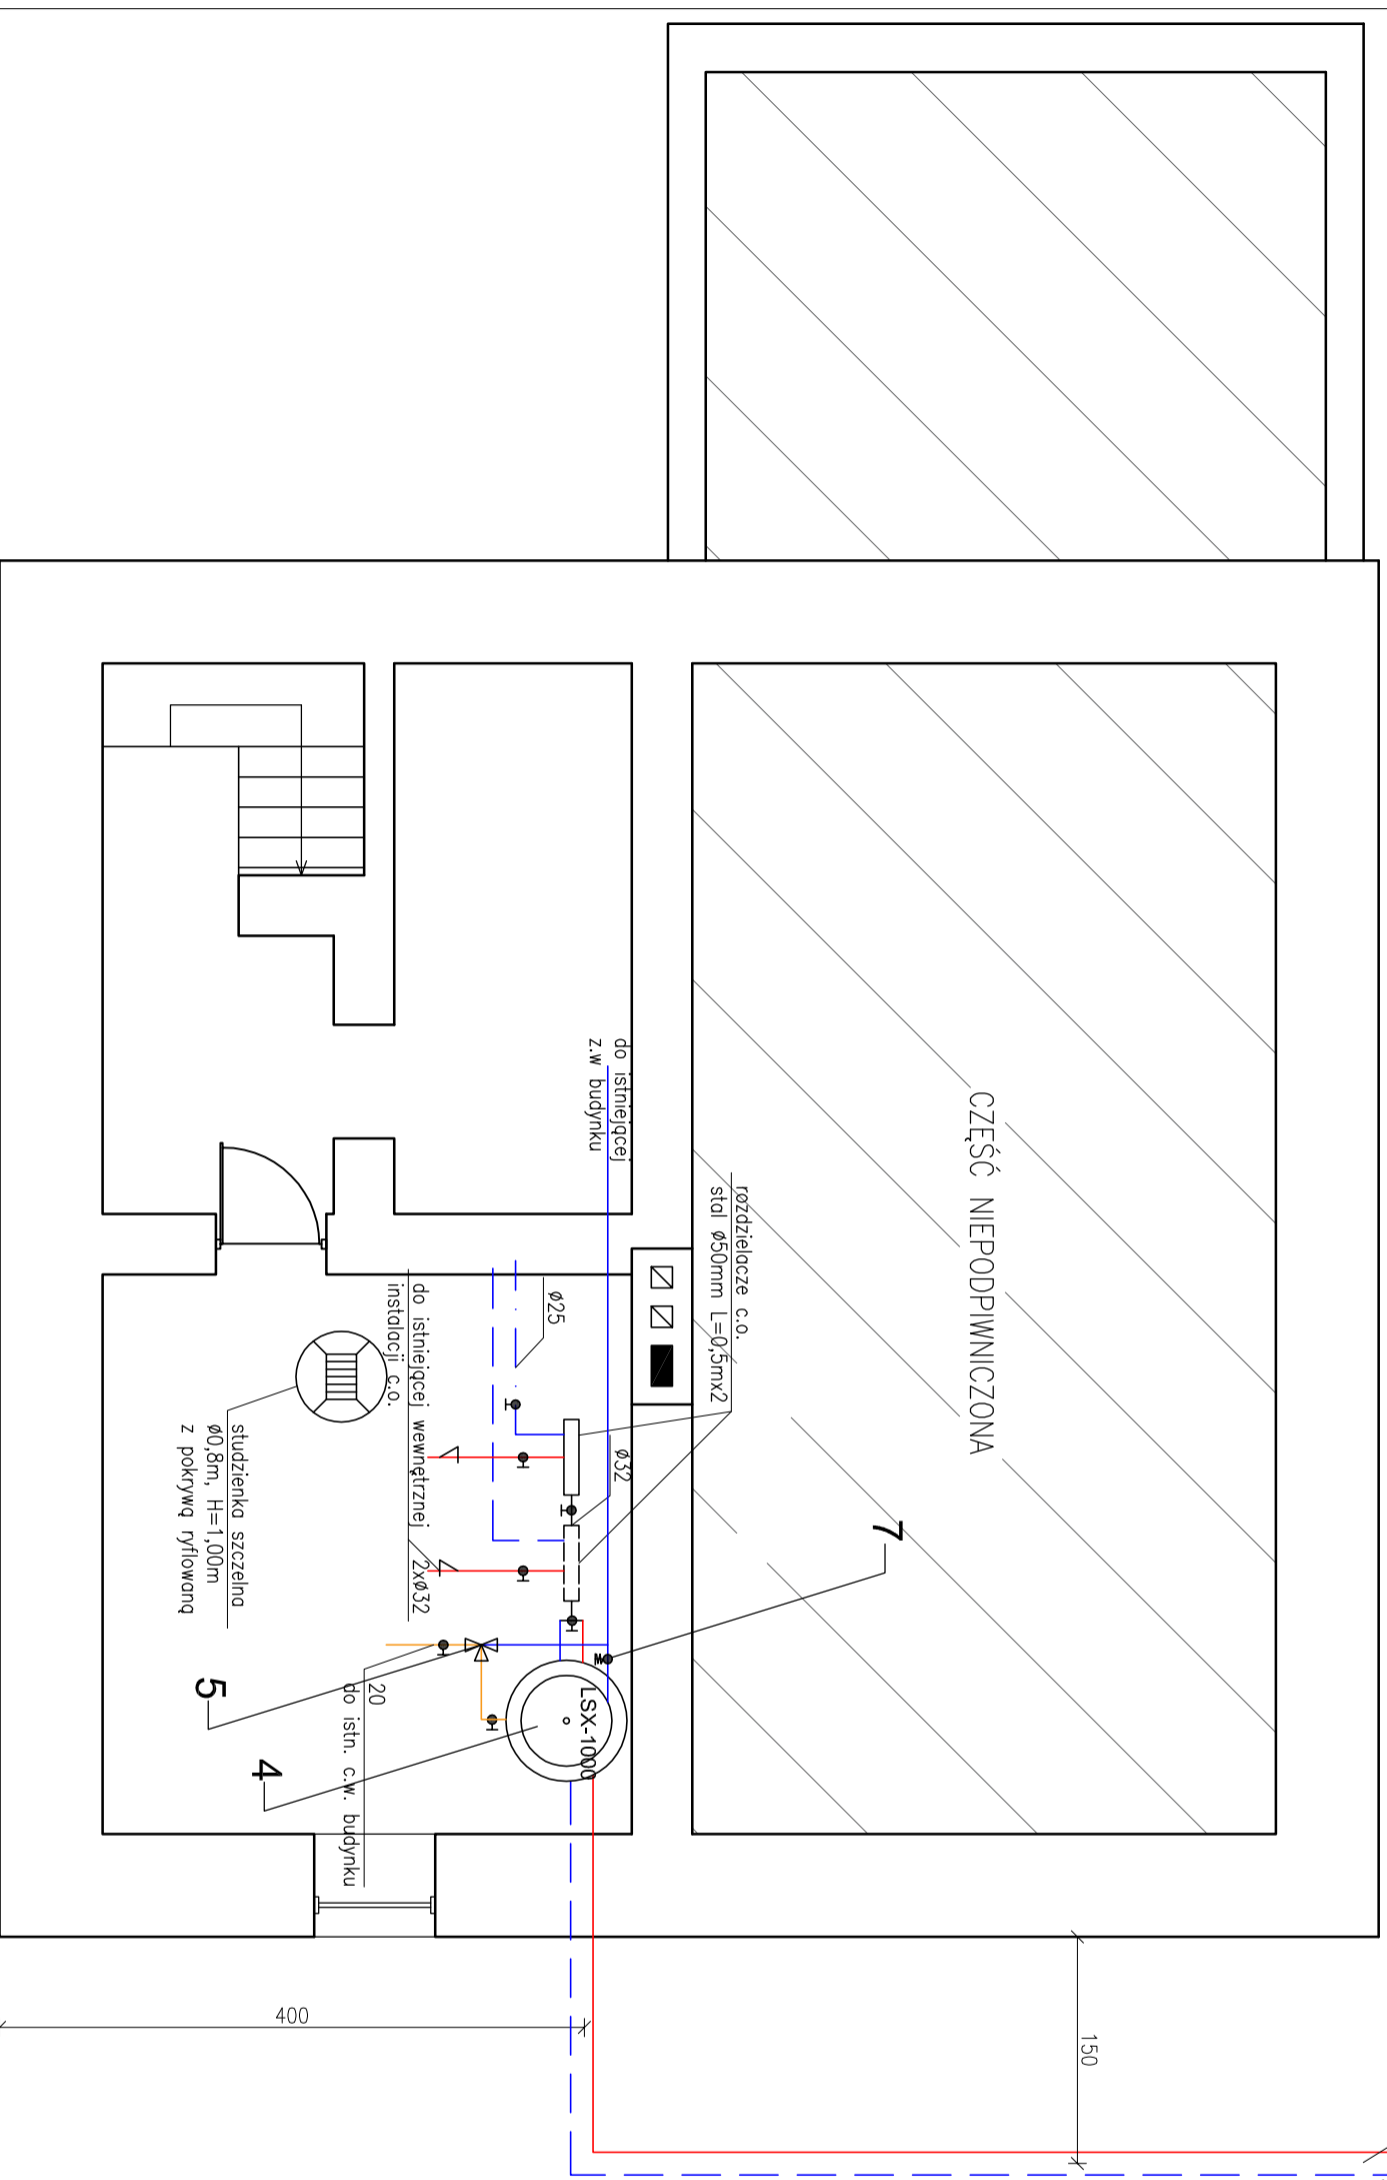 CZĘŚĆ NIEPODPIWNICZONA
do istniejącej
z.w budynku
rozdzielacze c.o.
stal ø50mm L=0,5mx2
ø25
ø32
do istniejącej wewnętrznej 2xø32
instalacji c.o.
studzienka szczelna
ø0,8m, H=1,00m
z pokrywą ryflowaną
7
LSX-1000
20
do istn. c.w. budynku
5
4
400
150